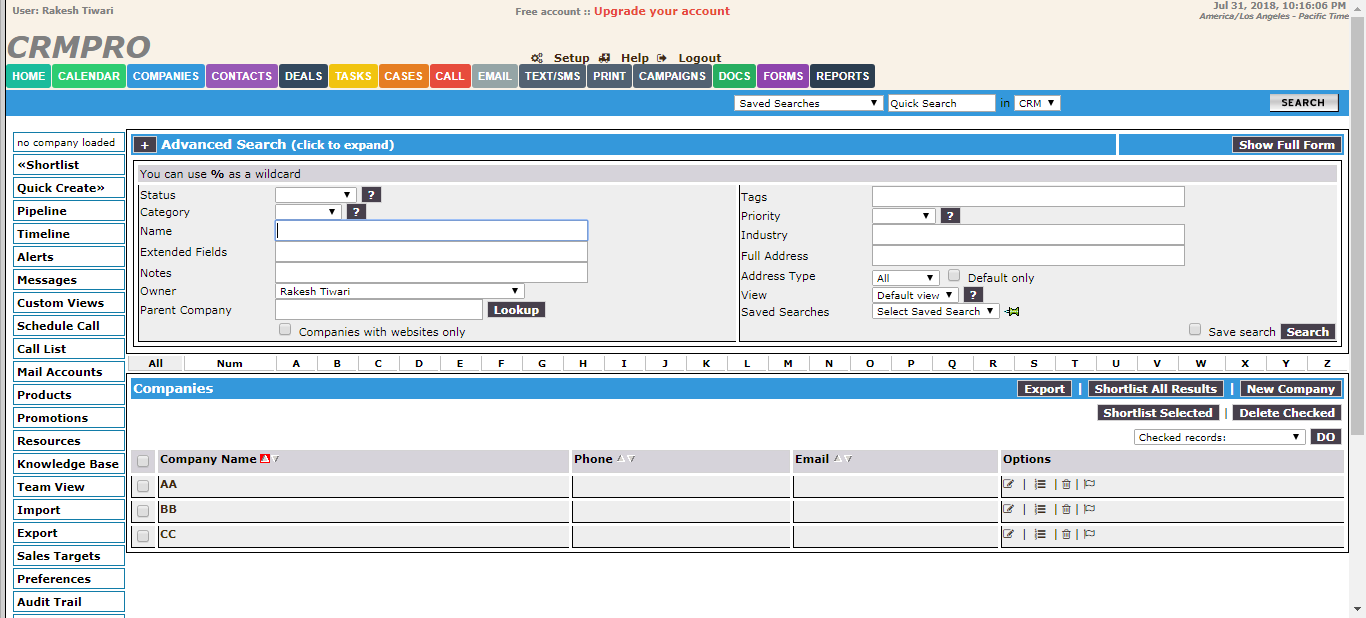 User: Rakesh Tiwari
Free account :: Upgrade your account
Jul 31, 2018, 10:16:06 PM
America/Los Angeles - Pacific Time
CRMPRO
Setup Help Logout
HOME CALENDAR COMPANIES CONTACTS DEALS TASKS CASES CALL EMAIL TEXT/SMS PRINT CAMPAIGNS DOCS FORMS REPORTS
Saved Searches Quick Search in CRM SEARCH
no company loaded
«Shortlist
Quick Create»
Pipeline
Timeline
Alerts
Messages
Custom Views
Schedule Call
Call List
Mail Accounts
Products
Promotions
Resources
Knowledge Base
Team View
Import
Export
Sales Targets
Preferences
Audit Trail
+ Advanced Search (click to expand) Show Full Form
You can use % as a wildcard
Status ?
Category ?
Name
Extended Fields
Notes
Owner Rakesh Tiwari
Parent Company Lookup
Companies with websites only
Tags
Priority ?
Industry
Full Address
Address Type All Default only
View Default view ?
Saved Searches Select Saved Search
Save search Search
All Num A B C D E F G H I J K L M N O P Q R S T U V W X Y Z
Companies Export | Shortlist All Results | New Company
Shortlist Selected | Delete Checked
Checked records: DO
Company Name Phone Email Options
AA | | |
BB | | |
CC | | |